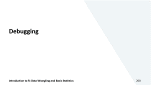 Debugging
Introduction to R: Data Wrangling and Basic Statistics